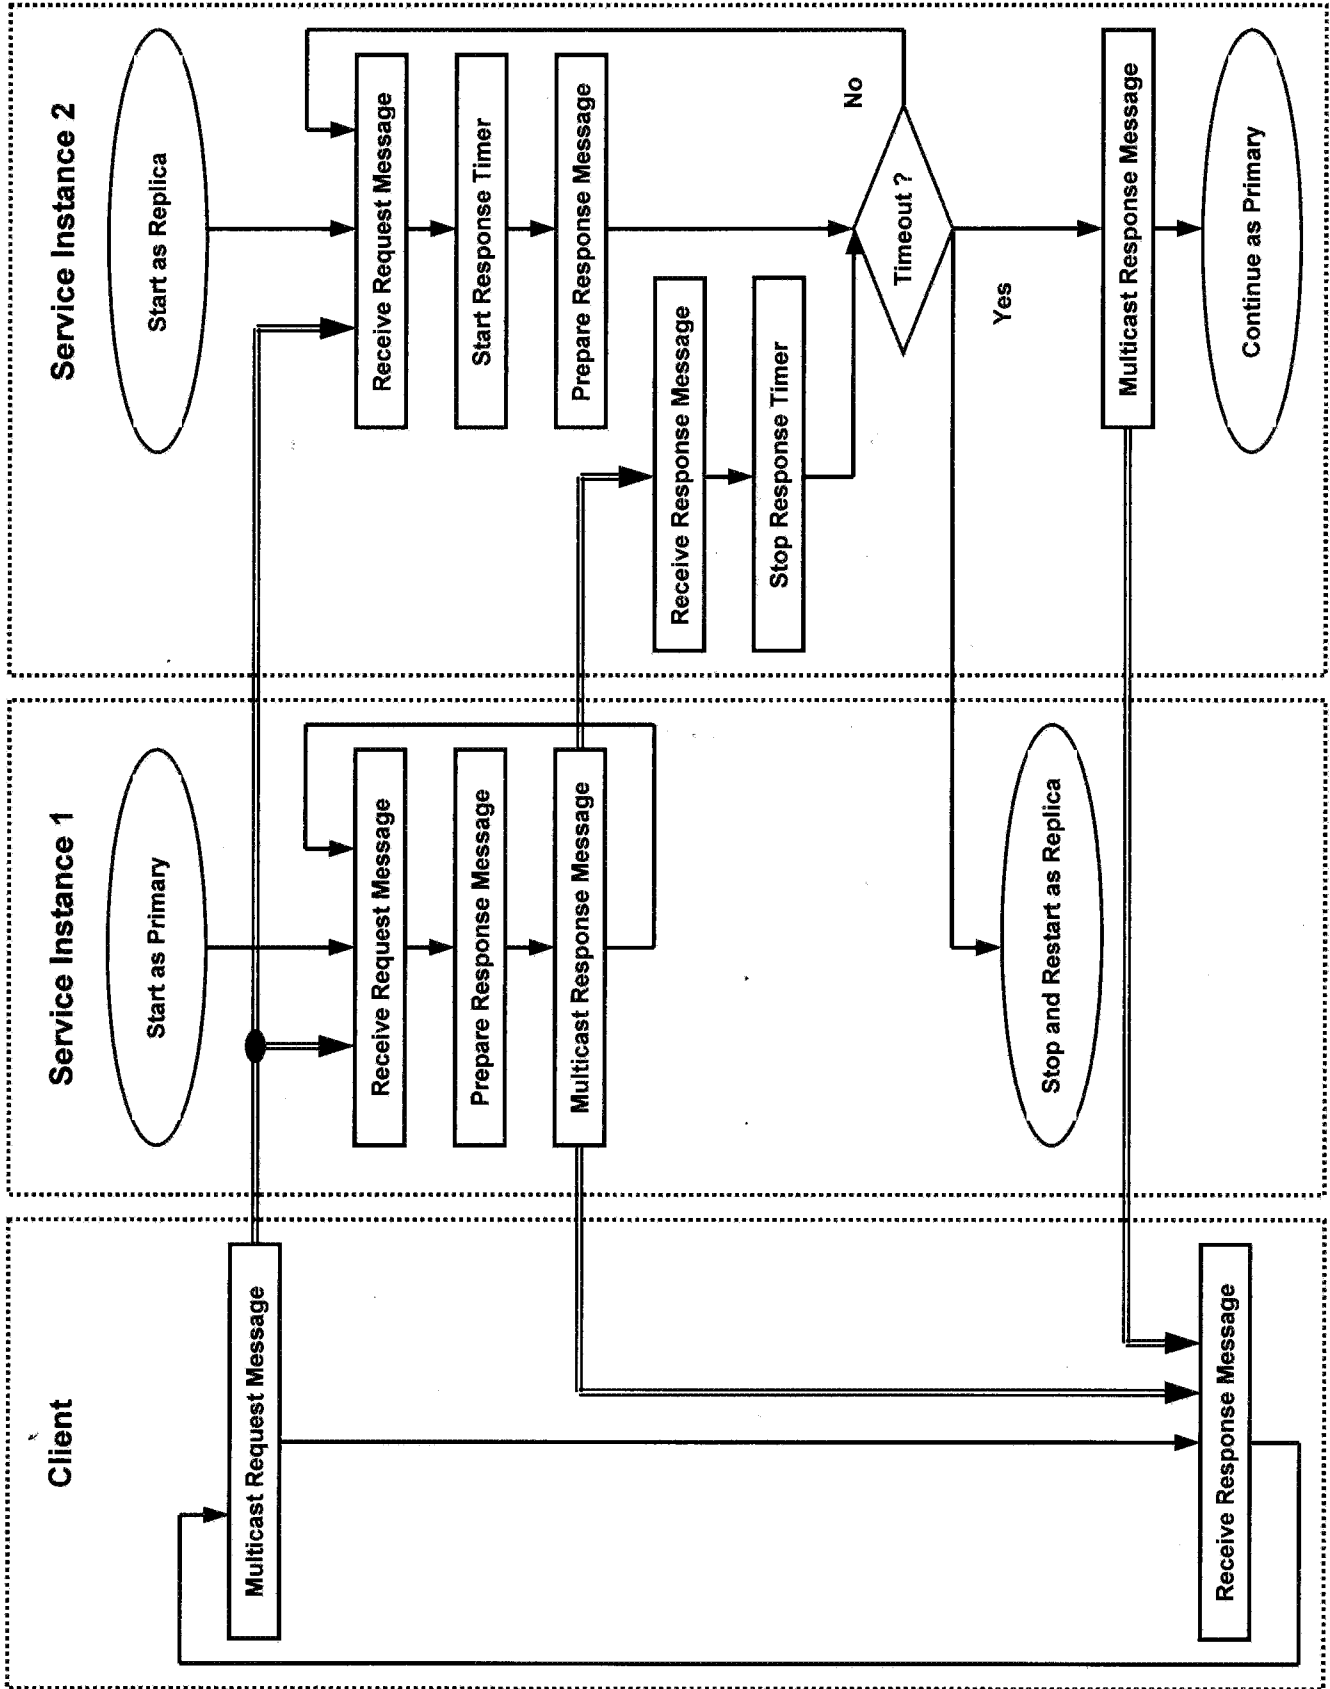 Client
Multicast Request Message
Receive Response Message
Service Instance 1
Start as Primary
Receive Request Message
Prepare Response Message
Multicast Response Message
Stop and Restart as Replica
Service Instance 2
Start as Replica
Receive Request Message
Start Response Timer
Prepare Response Message
Receive Response Message
Stop Response Timer
Timeout ?
No
Yes
Multicast Response Message
Continue as Primary